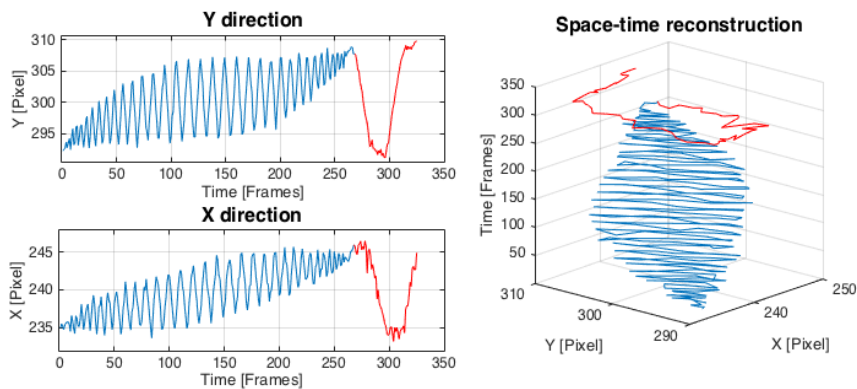 Y direction
310
305
300
295
Y [Pixel]
0 50 100 150 200 250 300 350
Time [Frames]
X direction
245
240
235
X [Pixel]
0 50 100 150 200 250 300 350
Time [Frames]
Space-time reconstruction
350
300
250
200
150
100
50
Time [Frames]
310
300
290
Y [Pixel]
240
250
X [Pixel]